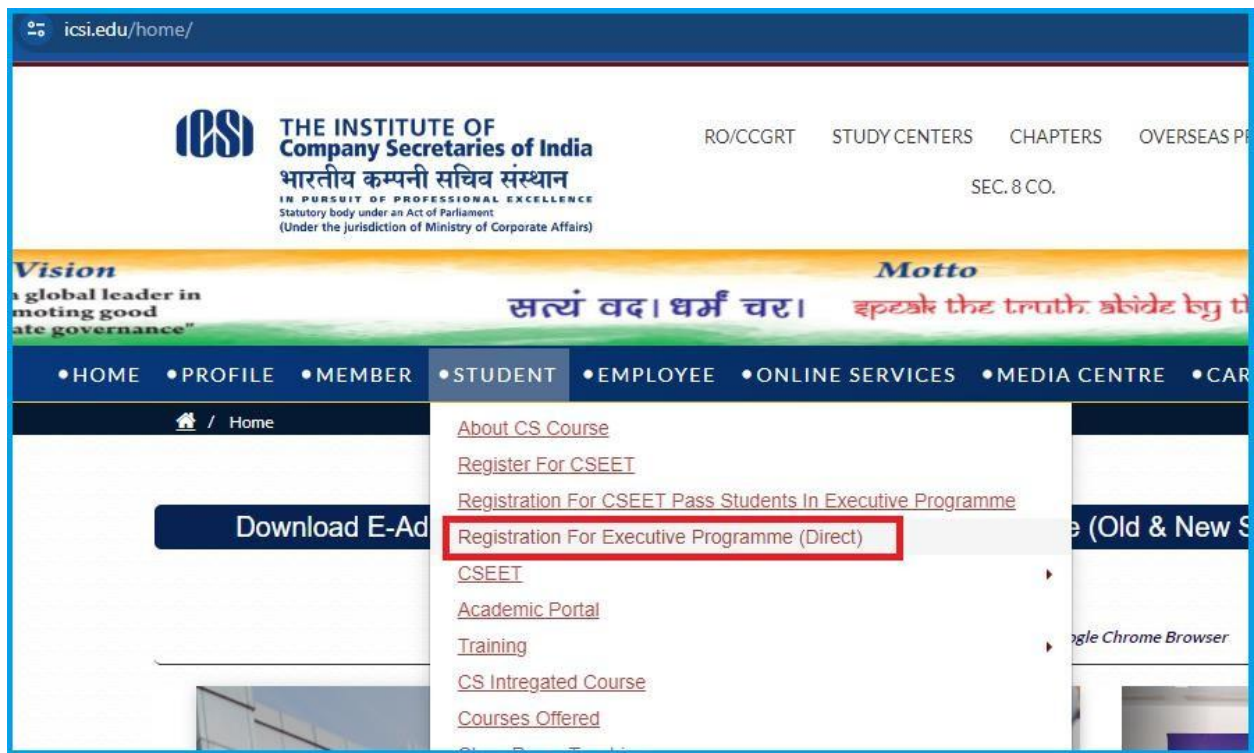 icsi.edu/home/
THE INSTITUTE OF
Company Secretaries of India
भारतीय कम्पनी सचिव संस्थान
IN PURSUIT OF PROFESSIONAL EXCELLENCE
Statutory body under an Act of Parliament
(Under the jurisdiction of Ministry of Corporate Affairs)
RO/CCGRT STUDY CENTERS CHAPTERS OVERSEAS
SEC. 8 CO.
Vision
global leader in
moting good
ate governance"
सत्यं वद। धर्मं चर।
Motto
speak the truth. abide by
•HOME •PROFILE •MEMBER •STUDENT •EMPLOYEE •ONLINE SERVICES •MEDIA CENTRE •CAR
/ Home
About CS Course
Register For CSEET
Registration For CSEET Pass Students In Executive Programme
Download E-Ad
Registration For Executive Programme (Direct)
(Old & New S
CSEET
Academic Portal
Training
ogle Chrome Browser
CS Intregated Course
Courses Offered